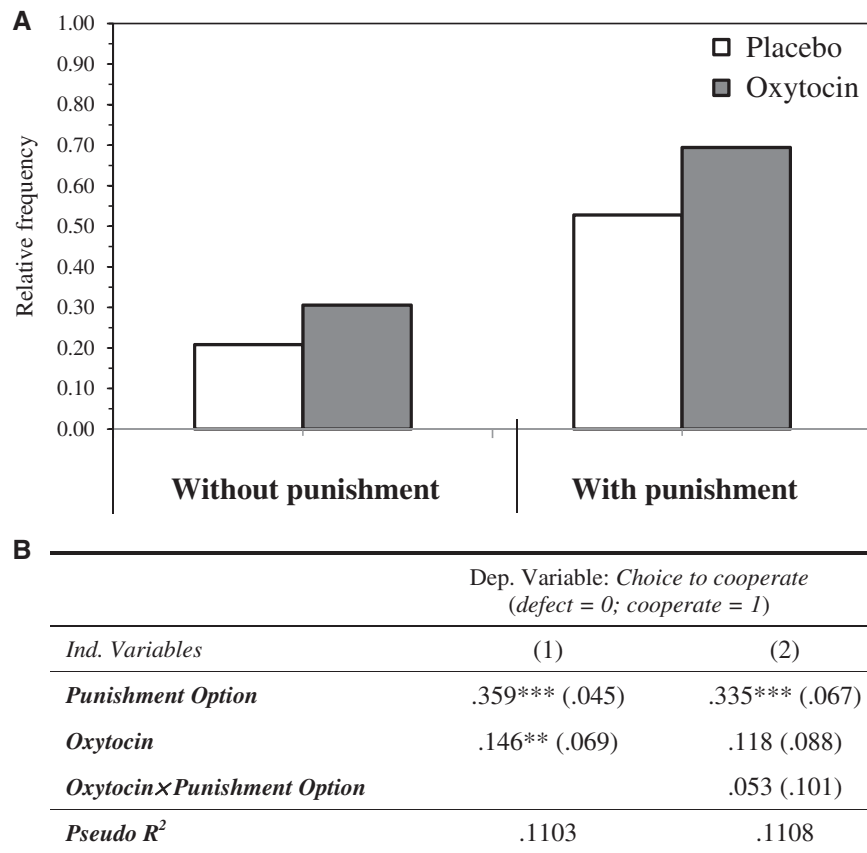 A
1.00
0.90
0.80
0.70
0.60
0.50
0.40
0.30
0.20
0.10
0.00
Relative frequency
Placebo
Oxytocin
Without punishment
With punishment
B
Dep. Variable: Choice to cooperate
(defect = 0; cooperate = 1)
Ind. Variables (1) (2)
Punishment Option .359*** (.045) .335*** (.067)
Oxytocin .146** (.069) .118 (.088)
Oxytocin×Punishment Option .053 (.101)
Pseudo R² .1103 .1108